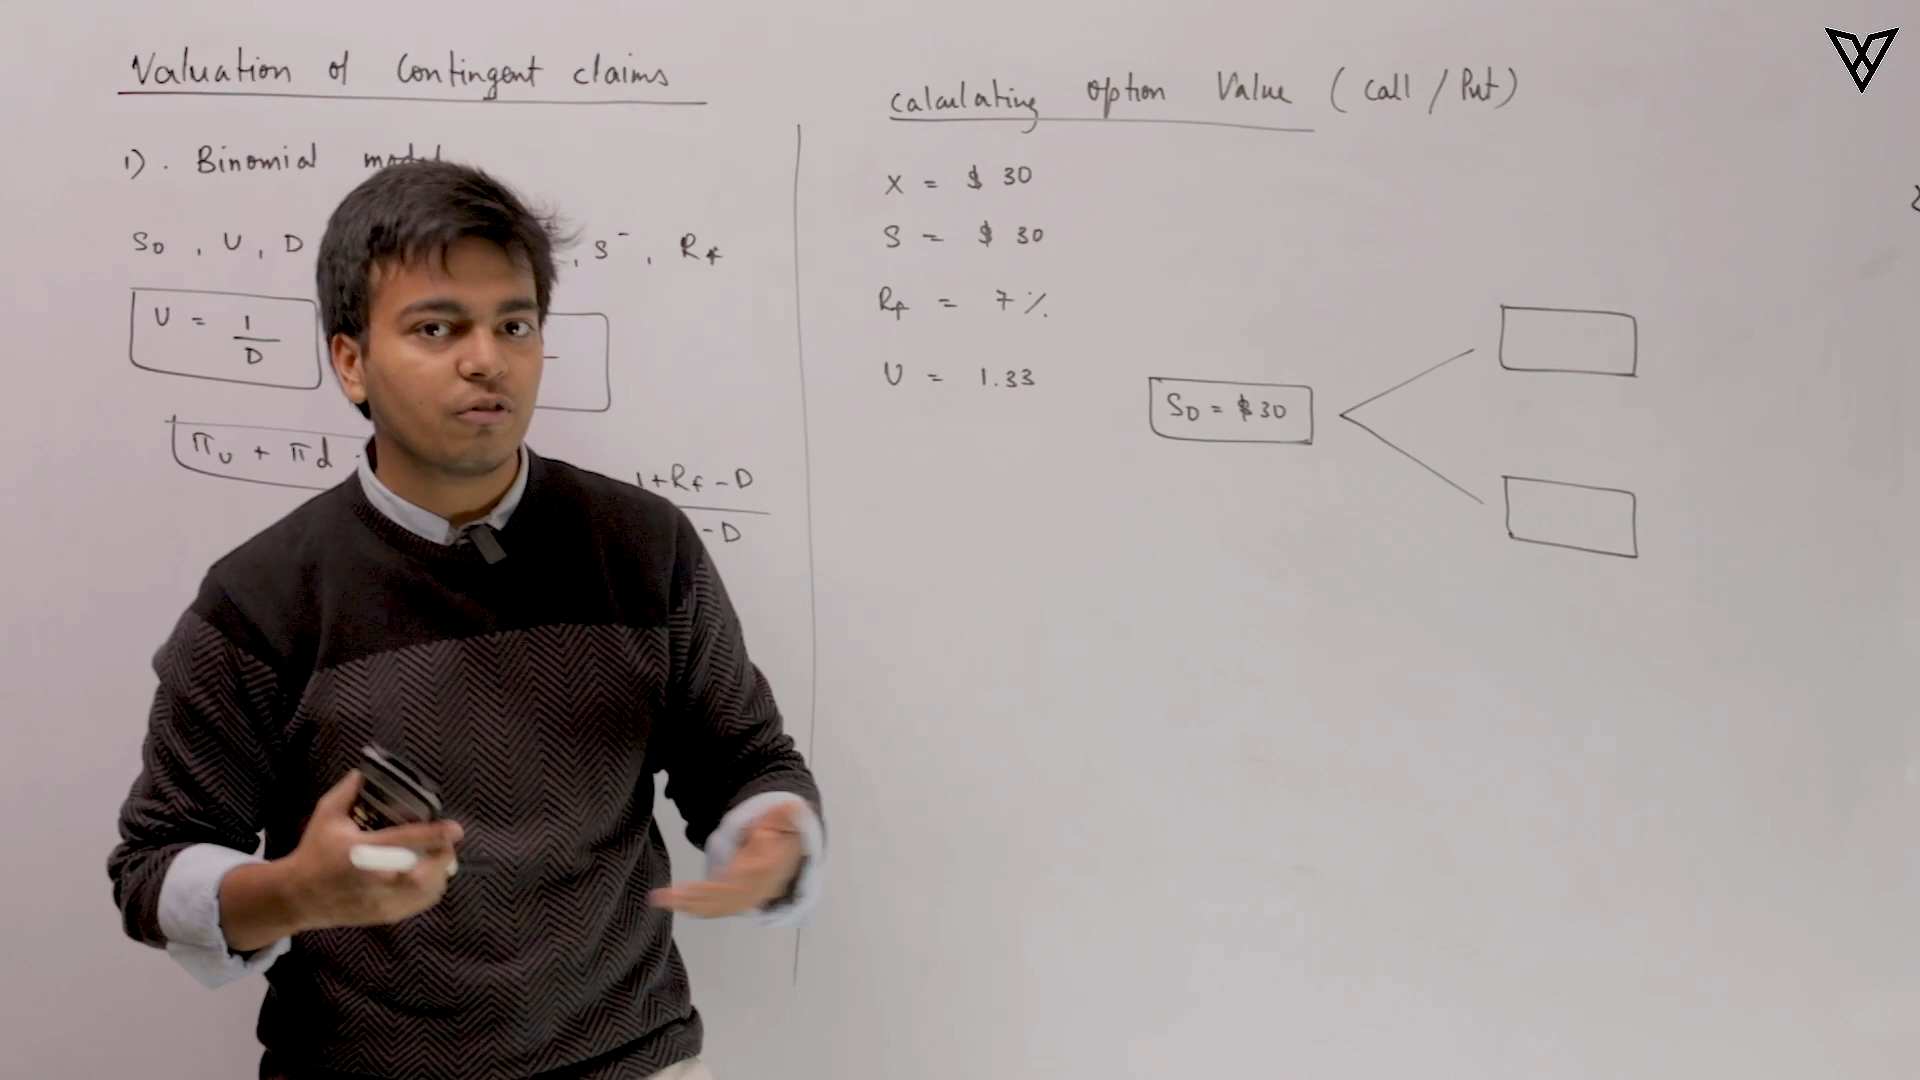 Valuation of Contingent claims
1). Binomial model
S₀ , U , D , S⁻ , Rf
U = 1/D
πu + πd
1+Rf - D
- D
Calculating option Value (Call / Put)
X = $ 30
S = $ 30
Rf = 7 %
U = 1.33
S₀ = $30